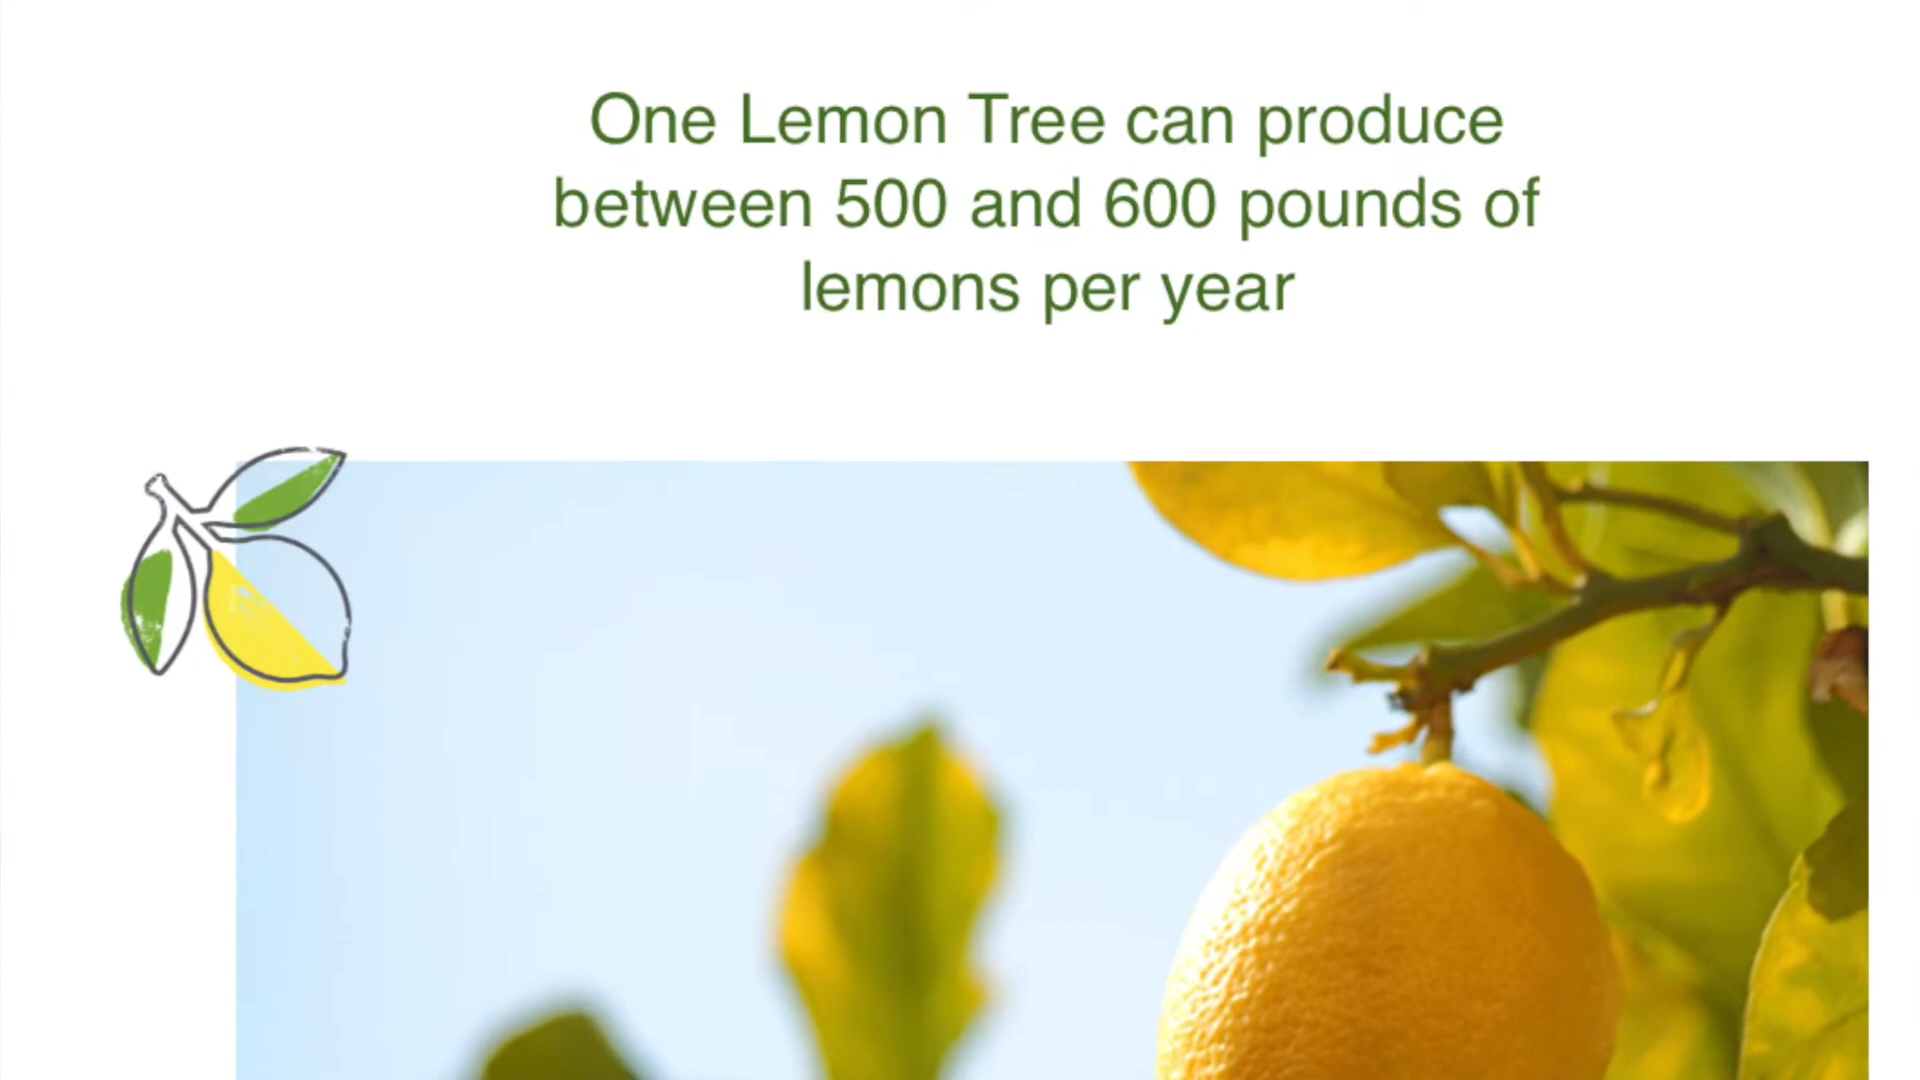 One Lemon Tree can produce
between 500 and 600 pounds of
lemons per year